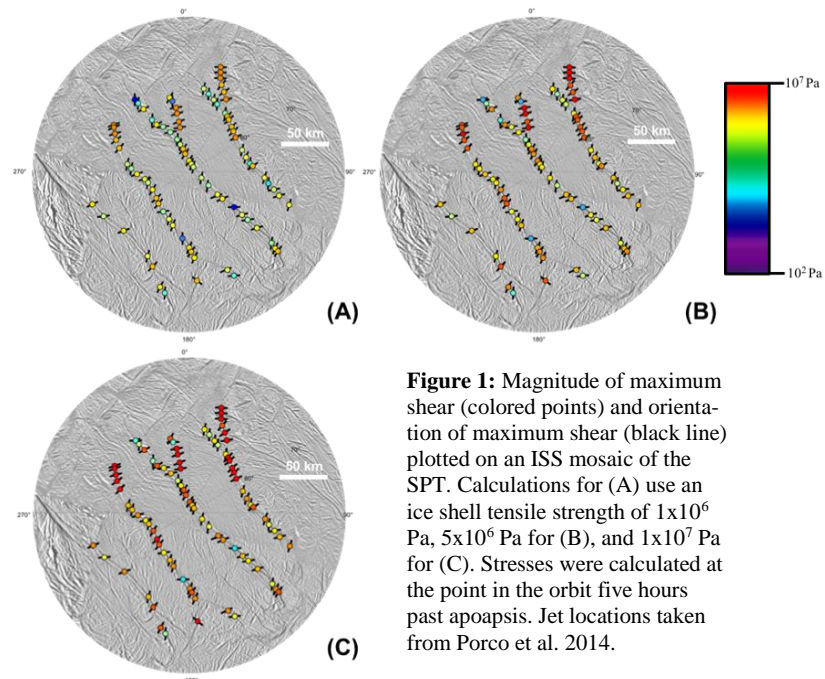 0°
0°
10⁷ Pa
70°
70°
50 km
50 km
80°
270°
90°
270°
90°
10² Pa
(A)
(B)
180°
180°
0°
Figure 1: Magnitude of maximum
shear (colored points) and orienta-
tion of maximum shear (black line)
plotted on an ISS mosaic of the
SPT. Calculations for (A) use an
ice shell tensile strength of 1x10⁶
Pa, 5x10⁶ Pa for (B), and 1x10⁷ Pa
for (C). Stresses were calculated at
the point in the orbit five hours
past apoapsis. Jet locations taken
from Porco et al. 2014.
70°
50 km
80°
270°
90°
(C)